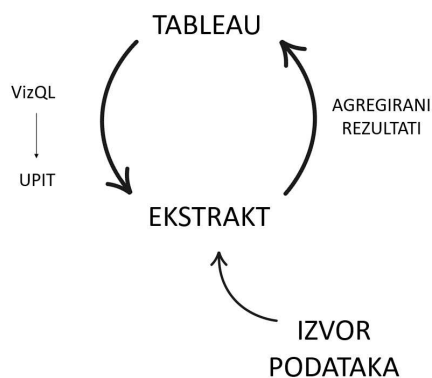 TABLEAU
VizQL
UPIT
AGREGIRANI
REZULTATI
EKSTRAKT
IZVOR
PODATAKA